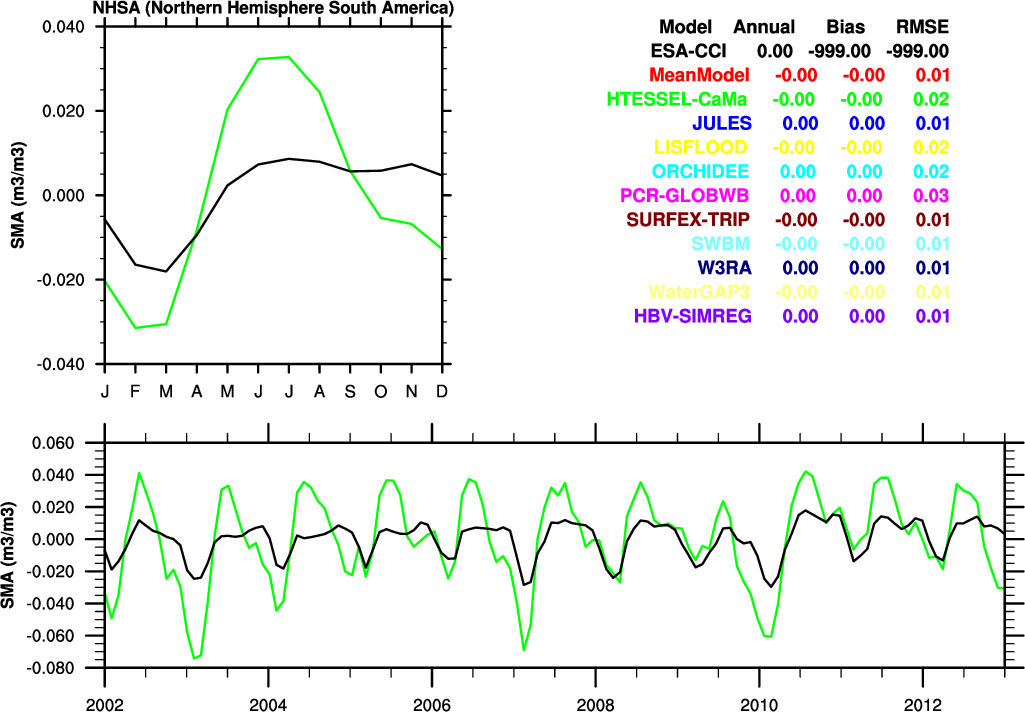 NHSA (Northern Hemisphere South America)
0.040
0.020
0.000
-0.020
-0.040
SMA (m3/m3)
J F M A M J J A S O N D
Model Annual Bias RMSE
ESA-CCI 0.00 -999.00 -999.00
MeanModel -0.00 -0.00 0.01
HTESSEL-CaMa -0.00 -0.00 0.02
JULES 0.00 0.00 0.01
LISFLOOD -0.00 -0.00 0.02
ORCHIDEE 0.00 0.00 0.02
PCR-GLOBWB 0.00 0.00 0.03
SURFEX-TRIP -0.00 -0.00 0.01
SWBM -0.00 -0.00 0.01
W3RA 0.00 0.00 0.01
WaterGAP3 -0.00 -0.00 0.01
HBV-SIMREG 0.00 0.00 0.01
0.060
0.040
0.020
0.000
-0.020
-0.040
-0.060
-0.080
SMA (m3/m3)
2002 2004 2006 2008 2010 2012